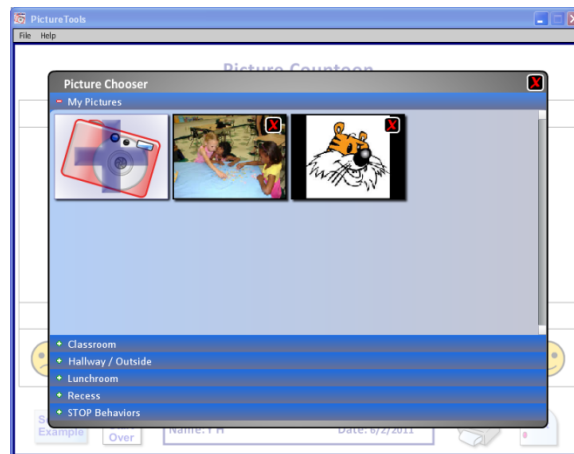 PictureTools
File Help
Picture Countoon
Picture Chooser
X
My Pictures
X
X
Classroom
Hallway / Outside
Lunchroom
Recess
STOP Behaviors
Example
Over
Name: T H
Date: 6/2/2011